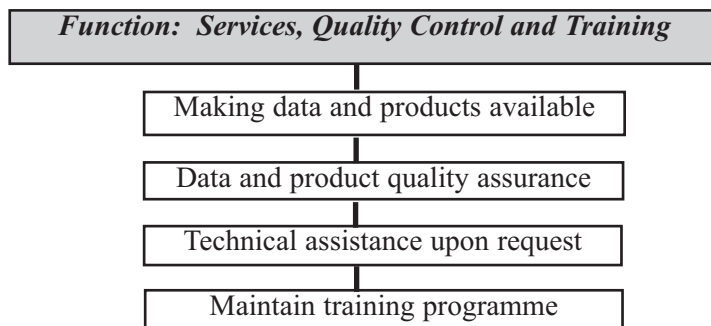 Function: Services, Quality Control and Training
Making data and products available
Data and product quality assurance
Technical assistance upon request
Maintain training programme